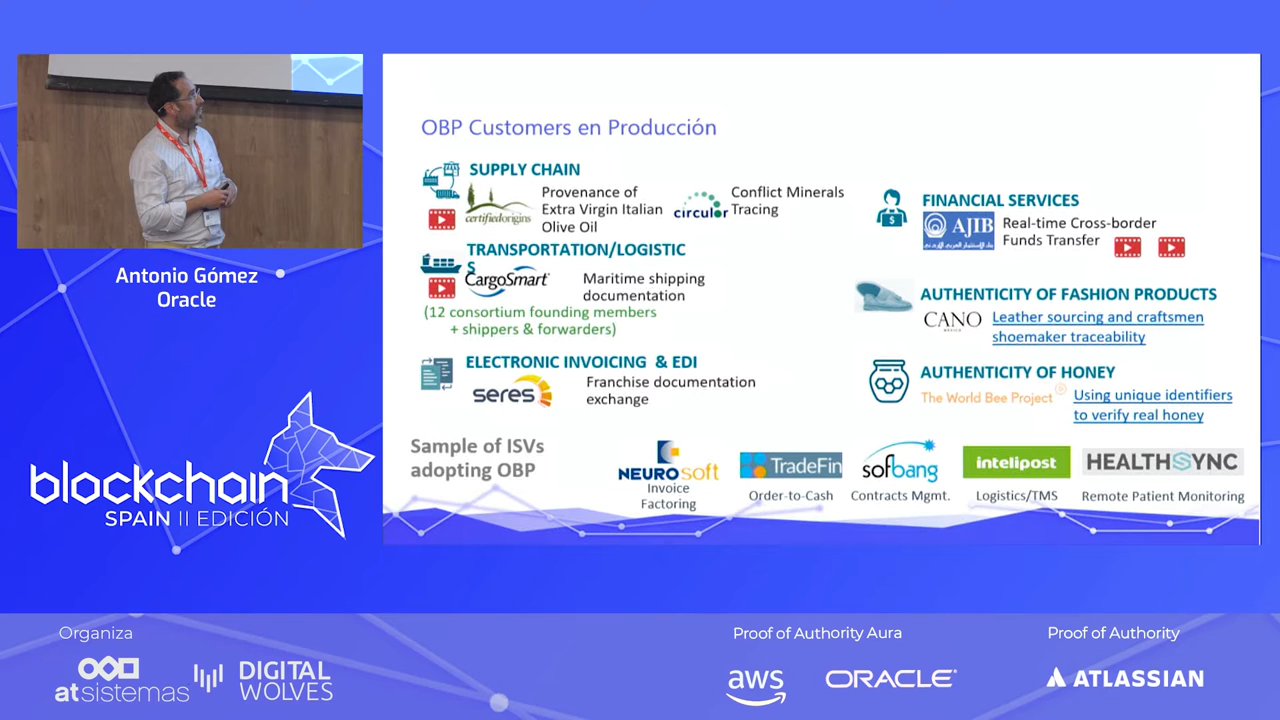 Antonio Gómez
Oracle
blockchain
SPAIN II EDICIÓN
OBP Customers en Producción
SUPPLY CHAIN
certifiedorigins
Provenance of
Extra Virgin Italian
Olive Oil
circulor
Conflict Minerals
Tracing
TRANSPORTATION/LOGISTIC
S
CargoSmart
Maritime shipping
documentation
(12 consortium founding members
+ shippers & forwarders)
ELECTRONIC INVOICING & EDI
seres
Franchise documentation
exchange
FINANCIAL SERVICES
AJIB
Real-time Cross-border
Funds Transfer
AUTHENTICITY OF FASHION PRODUCTS
CANO
Leather sourcing and craftsmen
shoemaker traceability
AUTHENTICITY OF HONEY
The World Bee Project
Using unique identifiers
to verify real honey
Sample of ISVs
adopting OBP
NEUROsoft
Invoice
Factoring
TradeFin
Order-to-Cash
sofbang
Contracts Mgmt.
intelipost
Logistics/TMS
HEALTHSYNC
Remote Patient Monitoring
Organiza
atsistemas
DIGITAL
WOLVES
Proof of Authority Aura
aws
ORACLE
Proof of Authority
ATLASSIAN